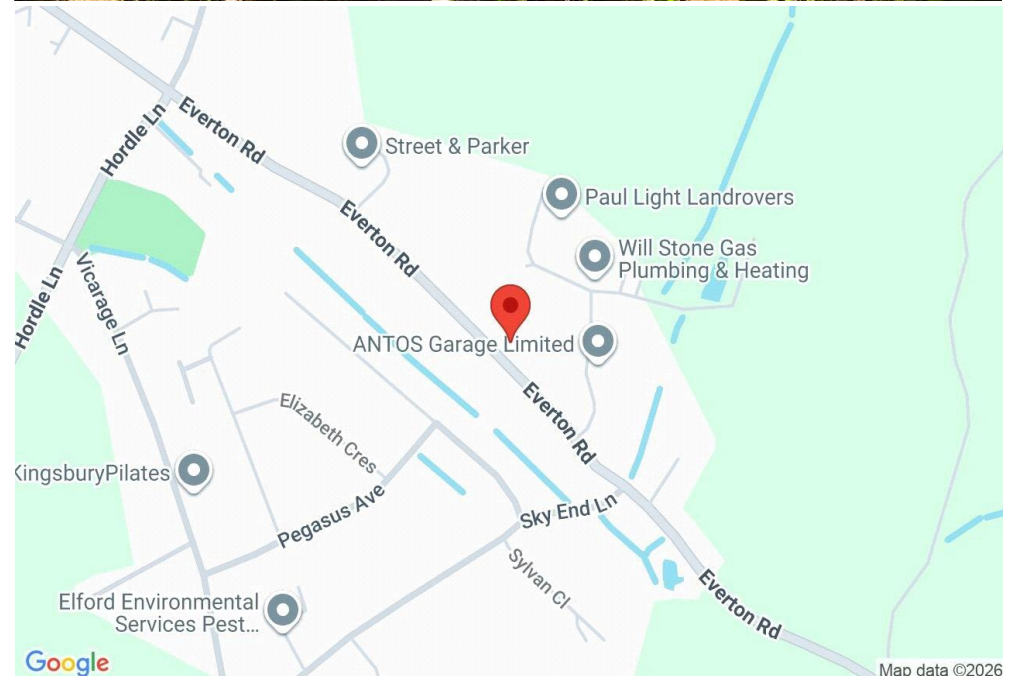 Hordle Ln
Everton Rd
Street & Parker
Paul Light Landrovers
Everton Rd
Will Stone Gas
Plumbing & Heating
Vicarage Ln
Hordle Ln
ANTOS Garage Limited
Everton Rd
Elizabeth Cres
KingsburyPilates
Pegasus Ave
Sky End Ln
Sylvan Cl
Everton Rd
Elford Environmental
Services Pest...
Google
Map data ©2026